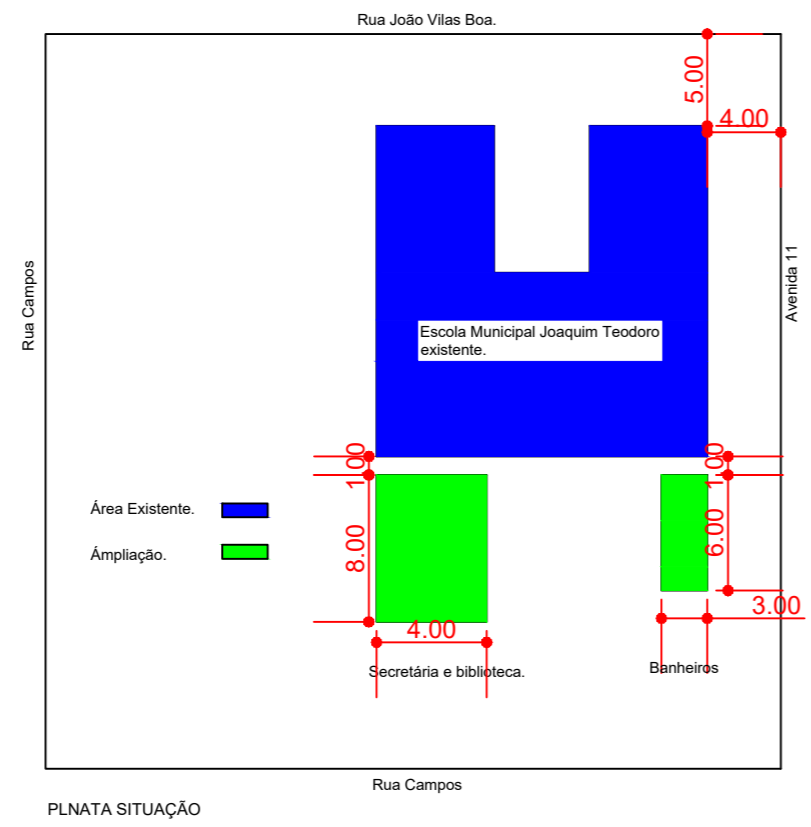 Rua João Vilas Boa.
5.00
4.00
Rua Campos
Avenida 11
Escola Municipal Joaquim Teodoro
existente.
1.00
1.00
Área Existente.
Ámpliação.
8.00
6.00
3.00
4.00
Secretária e biblioteca.
Banheiros
Rua Campos
PLNATA SITUAÇÃO